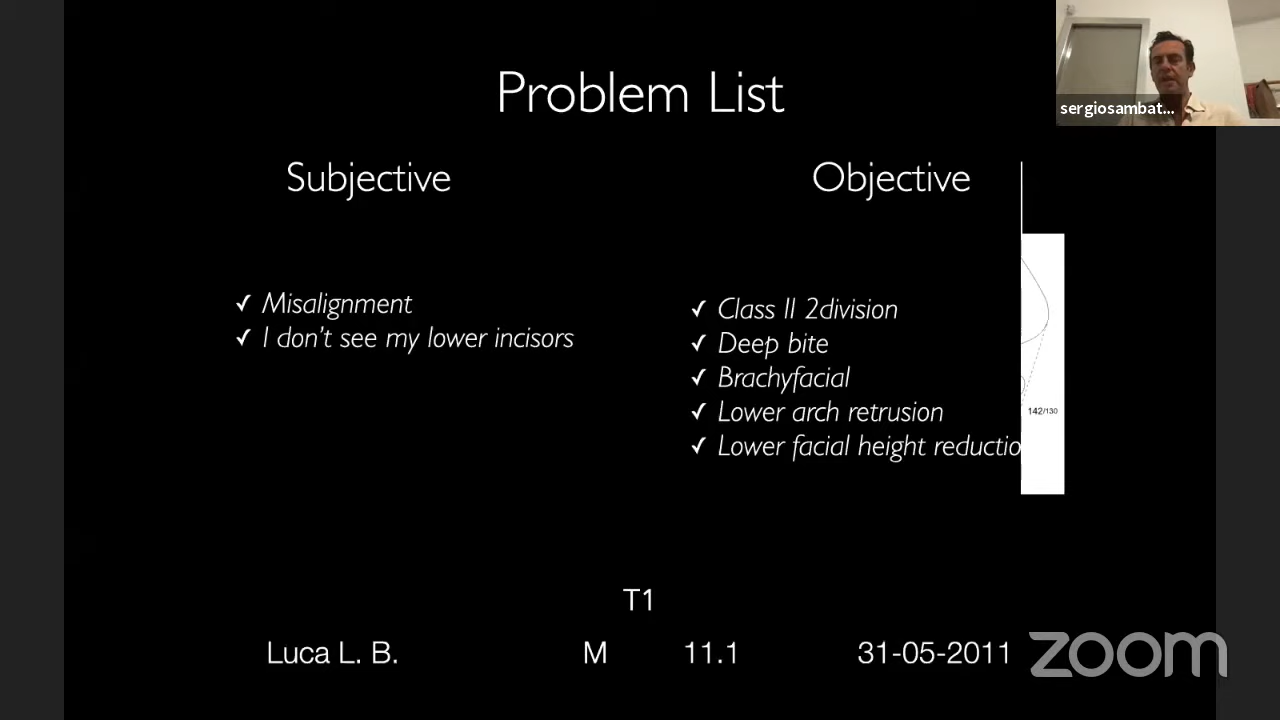 Problem List
sergiosambat...
Subjective
Objective
✓ Misalignment
✓ I don't see my lower incisors
✓ Class II 2division
✓ Deep bite
✓ Brachyfacial
✓ Lower arch retrusion
✓ Lower facial height reductio
142/130
T1
Luca L. B. M 11.1 31-05-2011
zoom